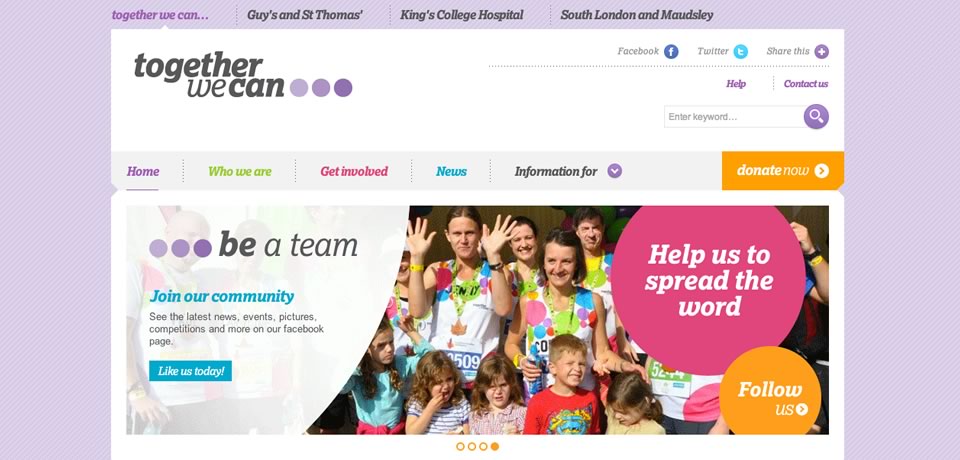 together we can... Guy's and St Thomas' King's College Hospital South London and Maudsley
together
wecan
Facebook Twitter Share this
Help Contact us
Enter keyword...
Home Who we are Get involved News Information for
donate now
be a team
Join our community
See the latest news, events, pictures,
competitions and more on our facebook
page.
Like us today!
Help us to
spread the
word
Follow
us